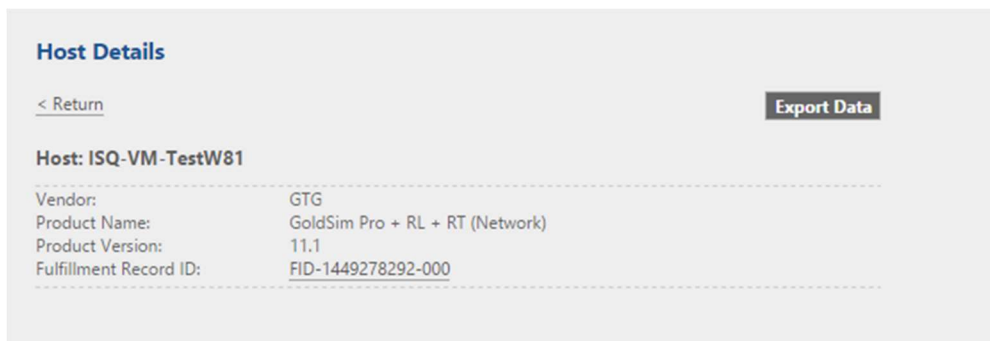 Host Details
< Return
Export Data
Host: ISQ-VM-TestW81
Vendor: GTG
Product Name: GoldSim Pro + RL + RT (Network)
Product Version: 11.1
Fulfillment Record ID: FID-1449278292-000